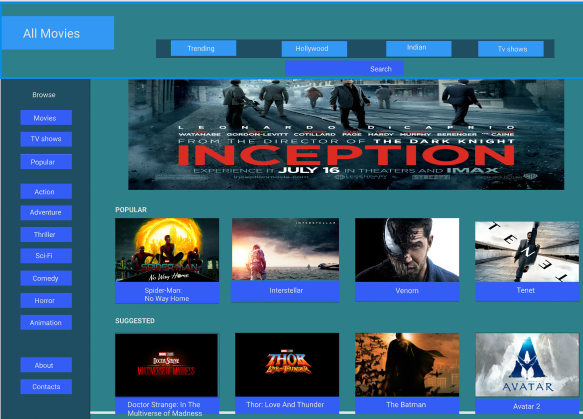 All Movies
Trending
Hollywood
Indian
Tv shows
Search
Browse
Movies
TV shows
Popular
Action
Adventure
Thriller
Sci-Fi
Comedy
Horror
Animation
About
Contacts
LEONARDO DICAPRIO
WATANABE GORDON-LEVITT COTILLARD PAGE HARDY MURPHY BERENGER AND CAINE
FROM THE DIRECTOR OF THE DARK KNIGHT
INCEPTION
EXPERIENCE IT JULY 16 IN THEATERS AND IMAX
POPULAR
SPIDER-MAN
No Way Home
INTERSTELLAR
TENET
Spider-Man:
No Way Home
Interstellar
Venom
Tenet
SUGGESTED
DOCTOR STRANGE
MULTIVERSE OF MADNESS
THOR
LOVE AND THUNDER
AVATAR
Doctor Strange: In The
Multiverse of Madness
Thor: Love And Thunder
The Batman
Avatar 2